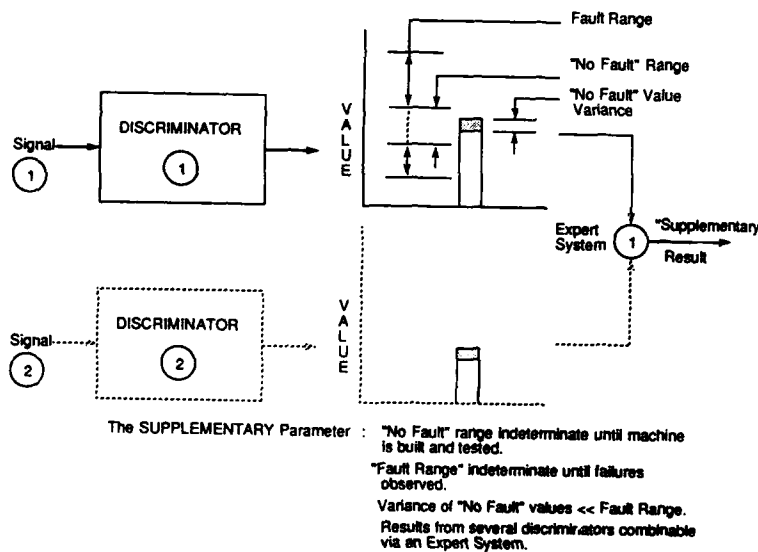 Fault Range
"No Fault" Range
"No Fault" Value
Variance
VALUE
DISCRIMINATOR
1
Signal
1
Expert
System
1
"Supplementary
Result
VALUE
DISCRIMINATOR
2
Signal
2
The SUPPLEMENTARY Parameter : "No Fault" range indeterminate until machine
is built and tested.
"Fault Range" indeterminate until failures
observed.
Variance of "No Fault" values << Fault Range.
Results from several discriminators combinable
via an Expert System.